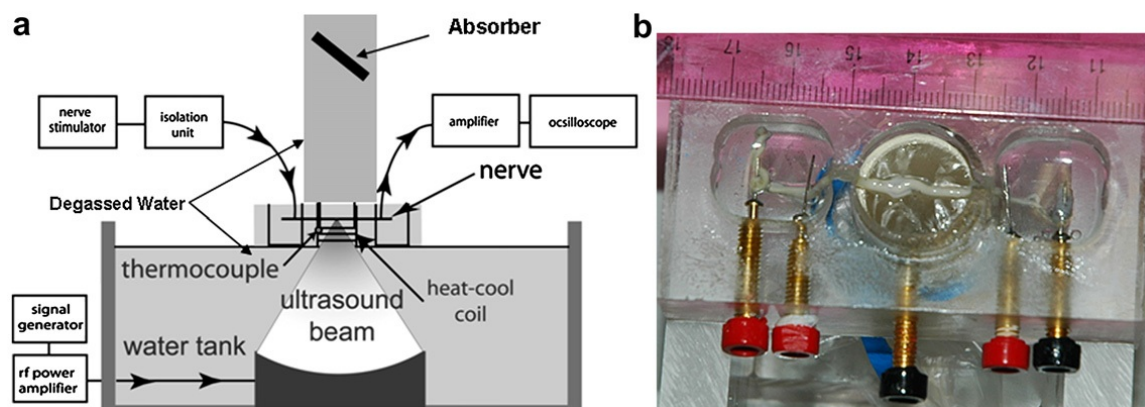 a
Absorber
nerve
stimulator
isolation
unit
amplifier
ocsilloscope
nerve
Degassed Water
thermocouple
heat-cool
coil
ultrasound
beam
signal
generator
water tank
rf power
amplifier
b
18 17 16 15 14 13 12 11